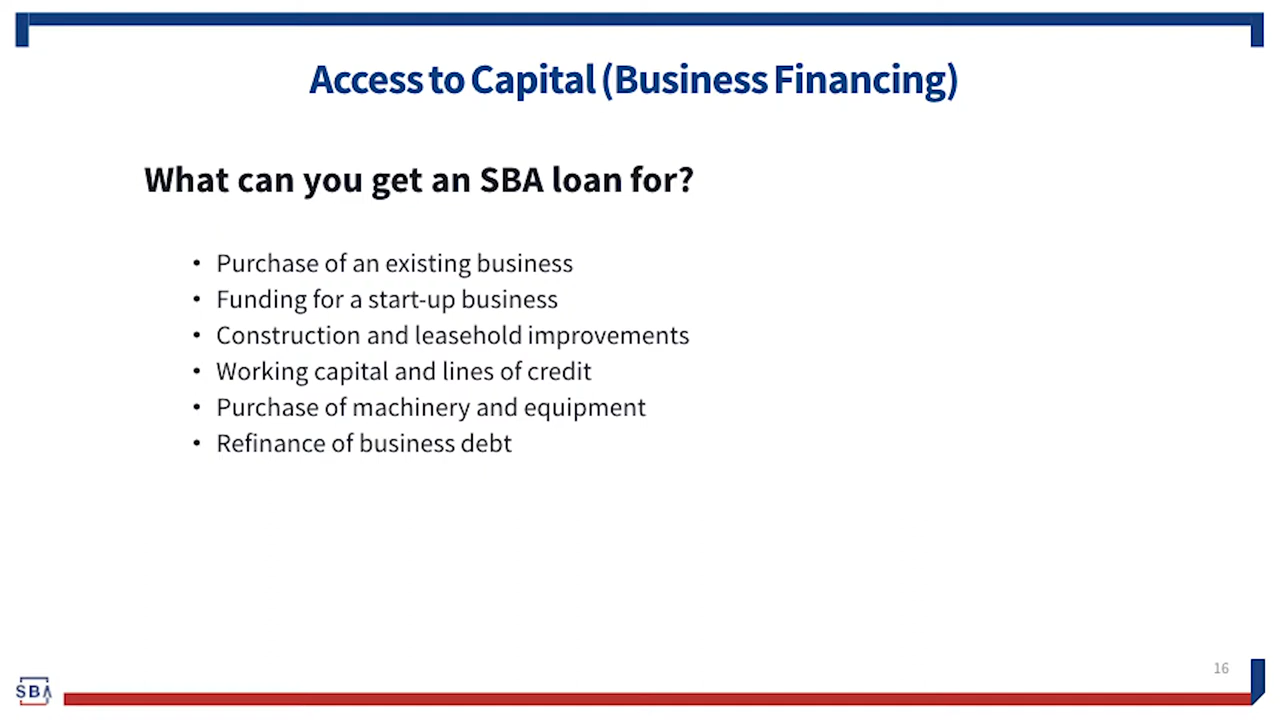 Access to Capital (Business Financing)
What can you get an SBA loan for?
• Purchase of an existing business
• Funding for a start-up business
• Construction and leasehold improvements
• Working capital and lines of credit
• Purchase of machinery and equipment
• Refinance of business debt
16
SBA